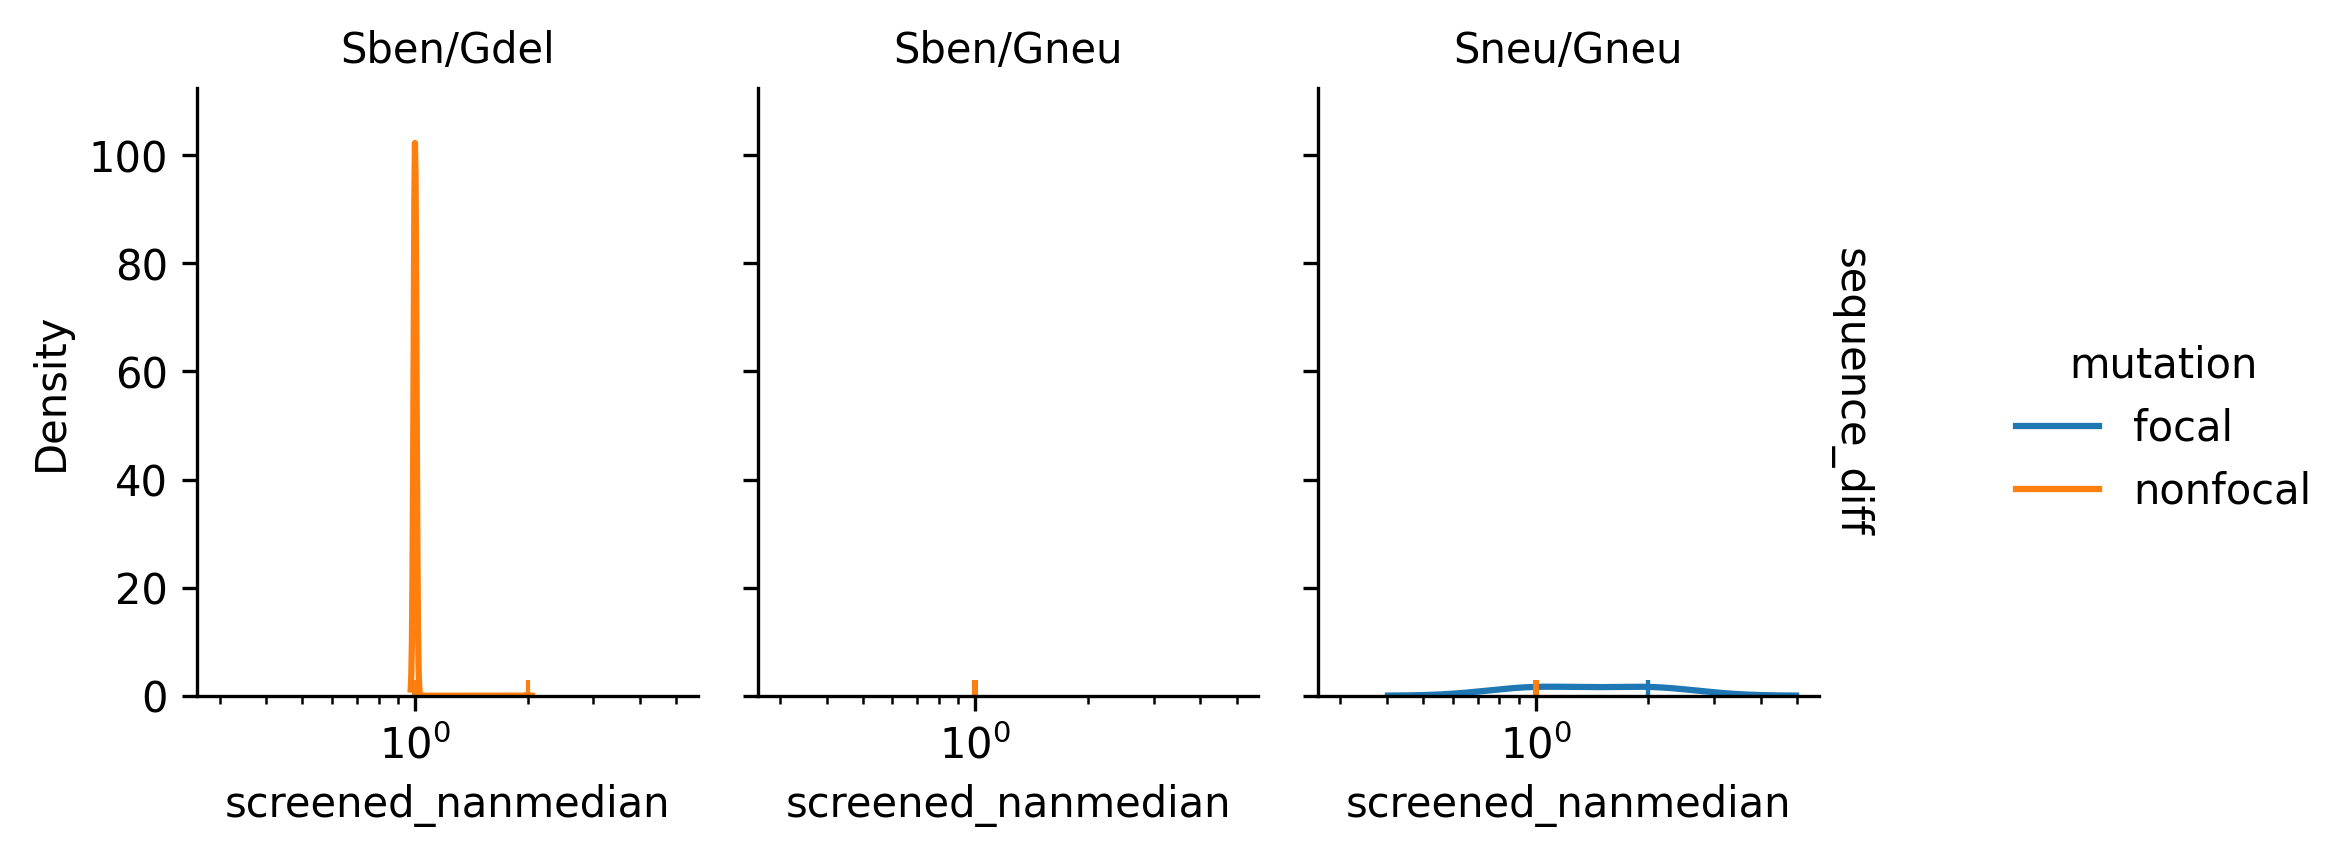 Sben/Gdel
Sben/Gneu
Sneu/Gneu
Density
100
80
60
40
20
0
10⁰
10⁰
10⁰
screened_nanmedian
screened_nanmedian
screened_nanmedian
sequence_diff
mutation
focal
nonfocal